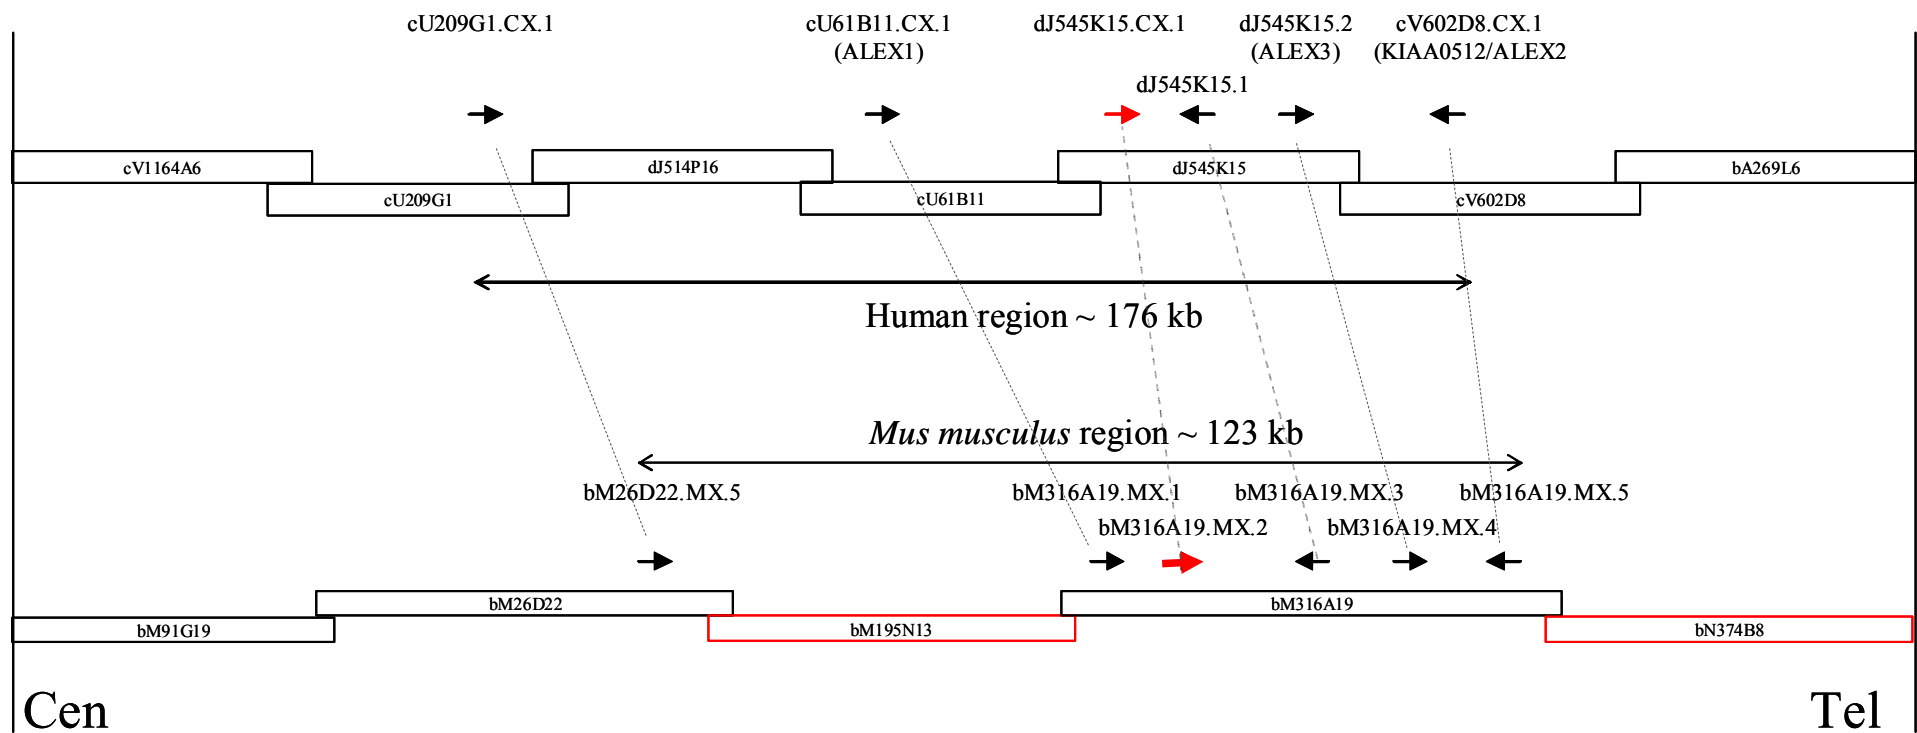 cU209G1.CX.1
cU61B11.CX.1
(ALEX1)
dJ545K15.CX.1
dJ545K15.2
(ALEX3)
cV602D8.CX.1
(KIAA0512/ALEX2
dJ545K15.1
cV1164A6
dJ514P16
dJ545K15
bA269L6
cU209G1
cU61B11
cV602D8
Human region ~ 176 kb
Mus musculus region ~ 123 kb
bM26D22.MX.5
bM316A19.MX.1
bM316A19.MX.3
bM316A19.MX.5
bM316A19.MX.2
bM316A19.MX.4
bM26D22
bM316A19
bM91G19
bM195N13
bN374B8
Cen
Tel